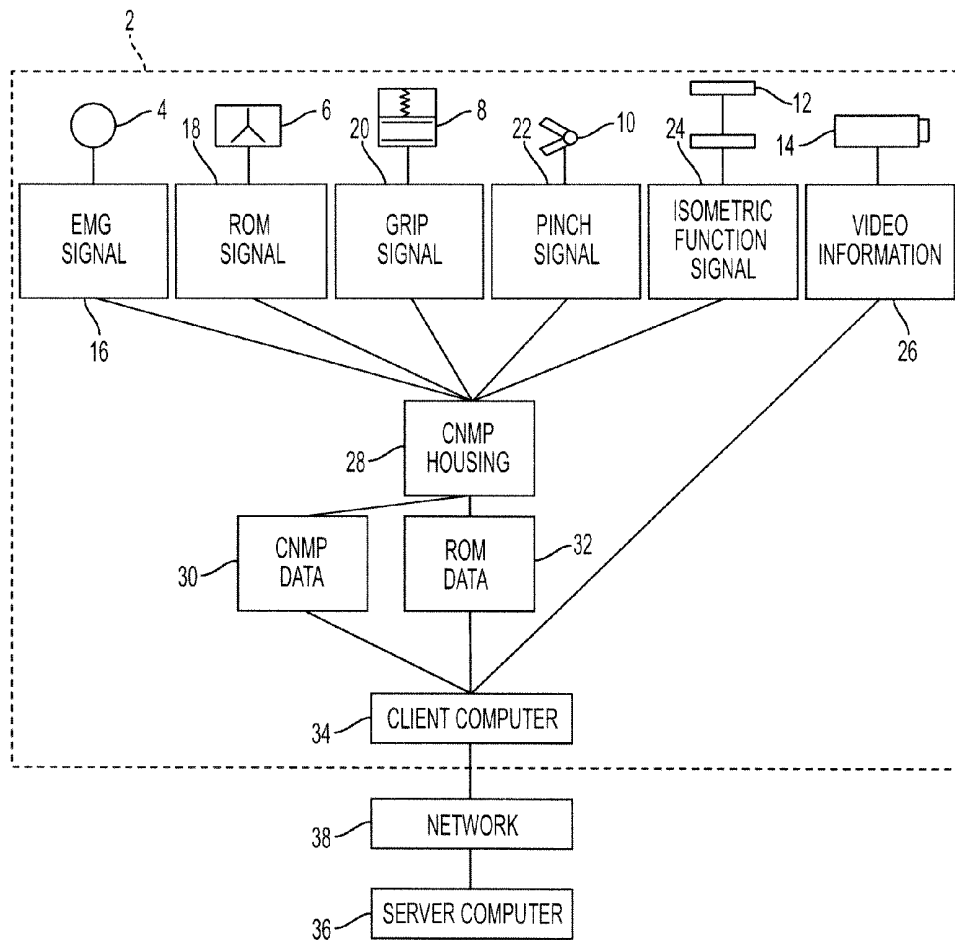 2
4
18
6
20
8
22
10
24
12
14
EMG
SIGNAL
ROM
SIGNAL
GRIP
SIGNAL
PINCH
SIGNAL
ISOMETRIC
FUNCTION
SIGNAL
VIDEO
INFORMATION
16
26
CNMP
HOUSING
28
CNMP
DATA
30
ROM
DATA
32
CLIENT COMPUTER
34
NETWORK
38
SERVER COMPUTER
36